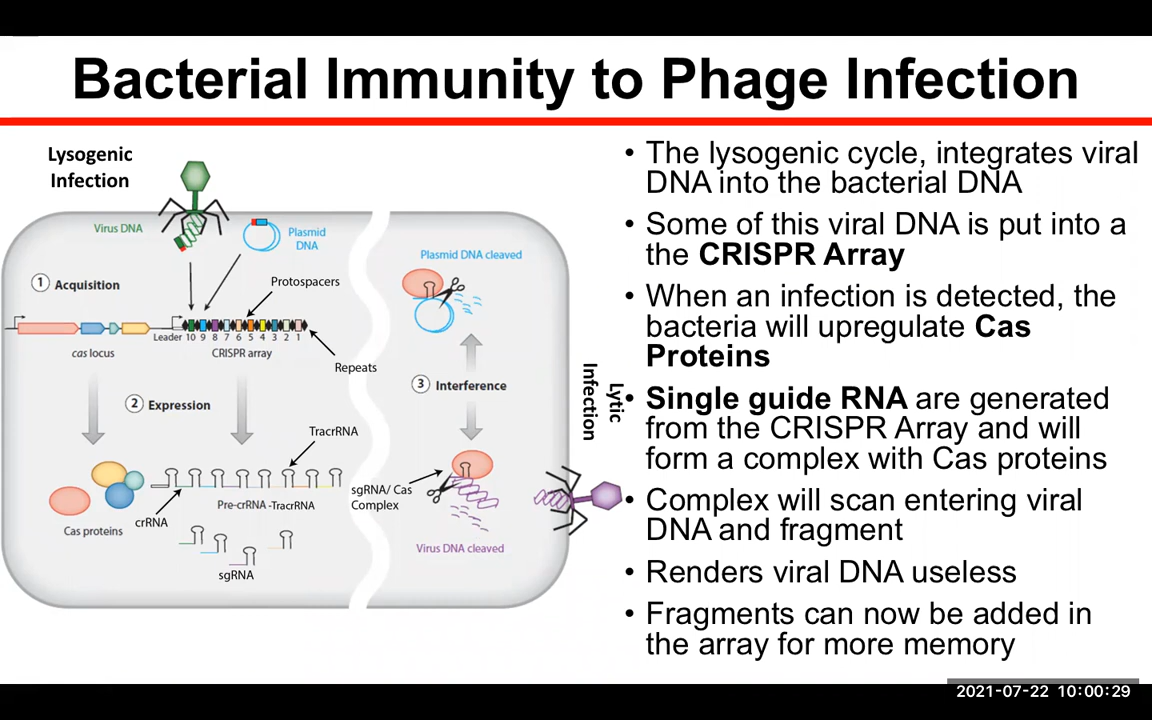 Bacterial Immunity to Phage Infection
Lysogenic
Infection
Virus DNA
Plasmid
DNA
1 Acquisition
Protospacers
Leader 10 9 8 7 6 5 4 3 2 1
cas locus
CRISPR array
Repeats
2 Expression
TracrRNA
Cas proteins
crRNA
Pre-crRNA -TracrRNA
sgRNA
Plasmid DNA cleaved
3 Interference
sgRNA/ Cas
Complex
Virus DNA cleaved
Lytic
Infection
• The lysogenic cycle, integrates viral
DNA into the bacterial DNA
• Some of this viral DNA is put into a
the CRISPR Array
• When an infection is detected, the
bacteria will upregulate Cas
Proteins
• Single guide RNA are generated
from the CRISPR Array and will
form a complex with Cas proteins
• Complex will scan entering viral
DNA and fragment
• Renders viral DNA useless
• Fragments can now be added in
the array for more memory
2021-07-22 10:00:29